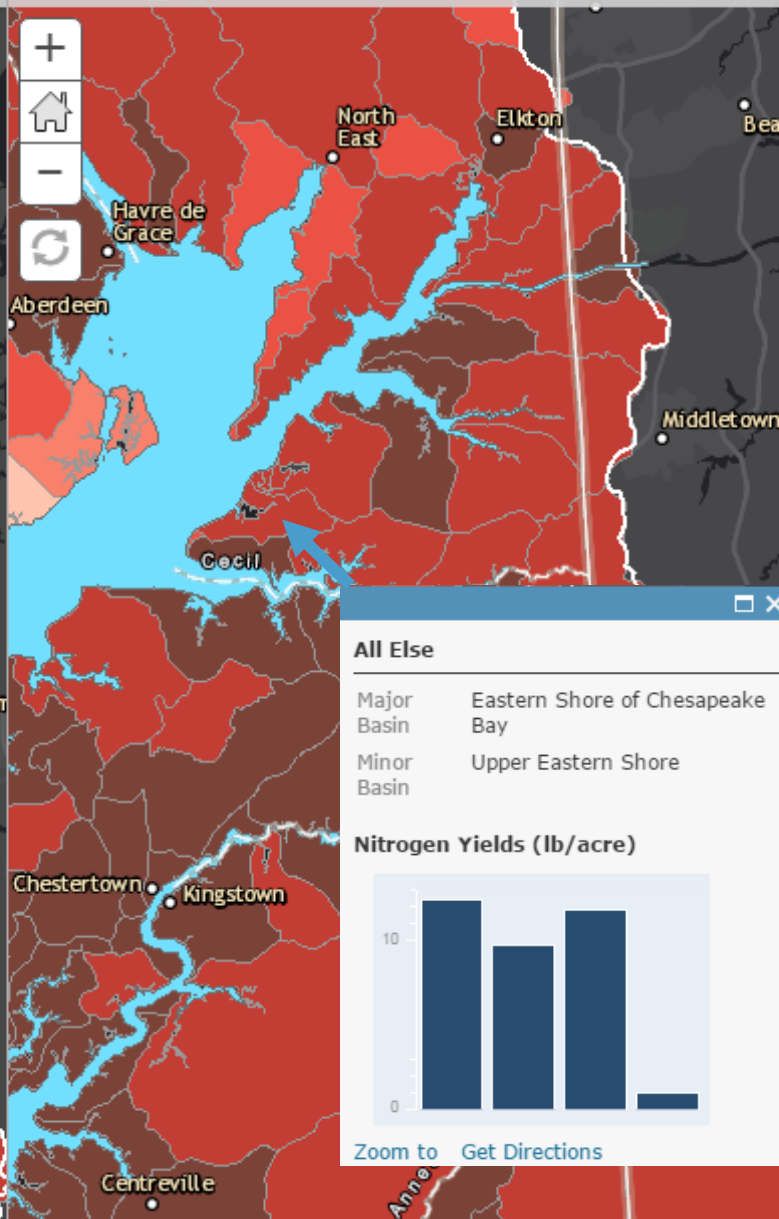 North
East
Elkton
Bea
Havre de
Grace
Aberdeen
Middletown
Cecil
All Else
Major Basin Eastern Shore of Chesapeake Bay
Minor Basin Upper Eastern Shore
Nitrogen Yields (lb/acre)
10
0
Zoom to Get Directions
Chestertown
Kingstown
Centreville
Anne